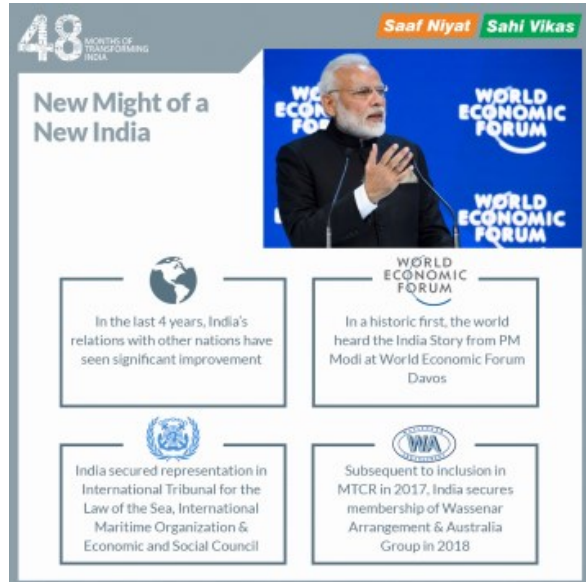 48 MONTHS OF
TRANSFORMING
INDIA
Saaf Niyat Sahi Vikas
New Might of a
New India
WORLD
ECONOMIC
FORUM
WORLD
ECONOMIC
FORUM
WORLD
ECONOMIC
FORUM
In the last 4 years, India's
relations with other nations have
seen significant improvement
In a historic first, the world
heard the India Story from PM
Modi at World Economic Forum
Davos
WA
India secured representation in
International Tribunal for the
Law of the Sea, International
Maritime Organization &
Economic and Social Council
Subsequent to inclusion in
MTCR in 2017, India secures
membership of Wassenar
Arrangement & Australia
Group in 2018